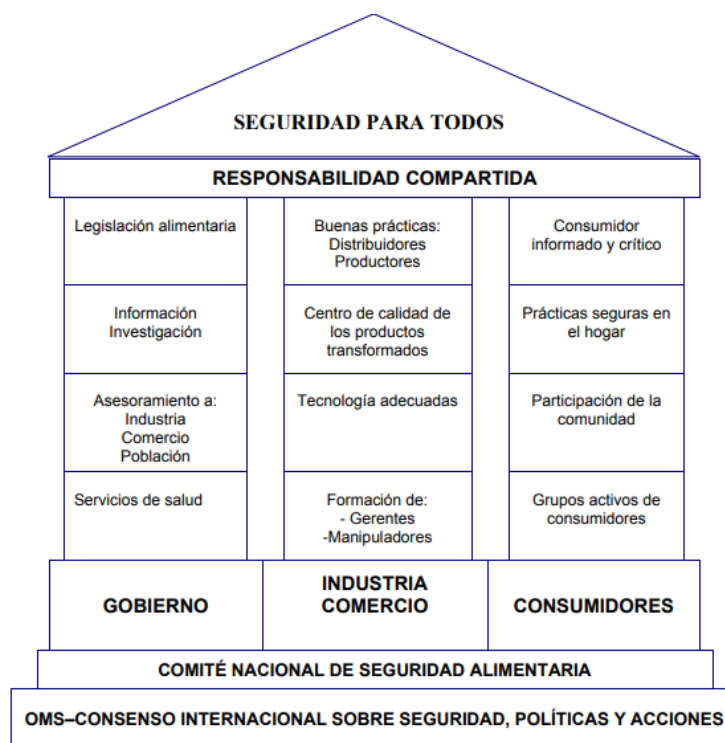 SEGURIDAD PARA TODOS
RESPONSABILIDAD COMPARTIDA
Legislación alimentaria
Información
Investigación
Asesoramiento a:
Industria
Comercio
Población
Servicios de salud
Buenas prácticas:
Distribuidores
Productores
Centro de calidad de
los productos
transformados
Tecnología adecuadas
Formación de:
- Gerentes
-Manipuladores
Consumidor
informado y crítico
Prácticas seguras en
el hogar
Participación de la
comunidad
Grupos activos de
consumidores
GOBIERNO
INDUSTRIA
COMERCIO
CONSUMIDORES
COMITÉ NACIONAL DE SEGURIDAD ALIMENTARIA
OMS–CONSENSO INTERNACIONAL SOBRE SEGURIDAD, POLÍTICAS Y ACCIONES